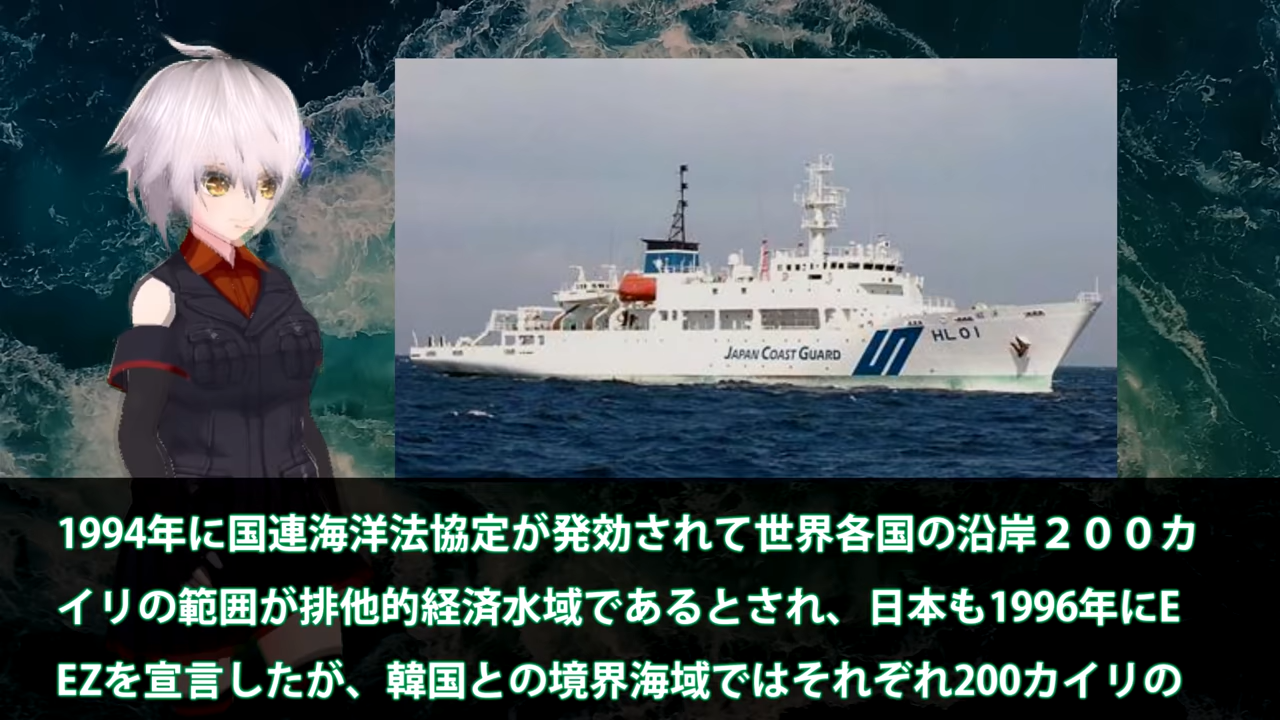 JAPAN COAST GUARD
HL 01
1994年に国連海洋法協定が発効されて世界各国の沿岸２００カ
イリの範囲が排他的経済水域であるとされ、日本も1996年にE
EZを宣言したが、韓国との境界海域ではそれぞれ200カイリの